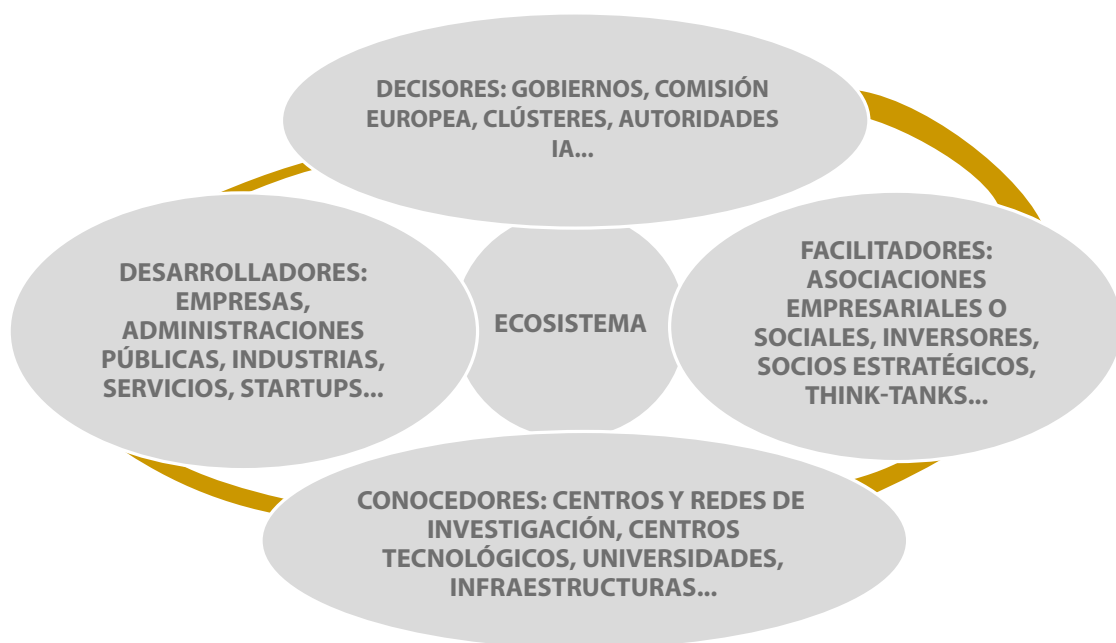 DECISORES: GOBIERNOS, COMISIÓN
EUROPEA, CLÚSTERES, AUTORIDADES
IA...
DESARROLLADORES:
EMPRESAS,
ADMINISTRACIONES
PÚBLICAS, INDUSTRIAS,
SERVICIOS, STARTUPS...
ECOSISTEMA
FACILITADORES:
ASOCIACIONES
EMPRESARIALES O
SOCIALES, INVERSORES,
SOCIOS ESTRATÉGICOS,
THINK-TANKS...
CONOCEDORES: CENTROS Y REDES DE
INVESTIGACIÓN, CENTROS
TECNOLÓGICOS, UNIVERSIDADES,
INFRAESTRUCTURAS...